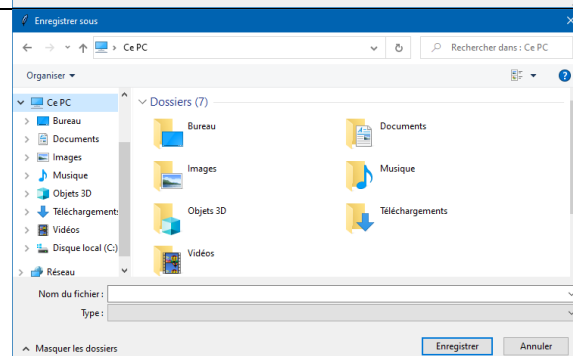 Enregistrer sous
Ce PC
Rechercher dans : Ce PC
Organiser
Ce PC
Bureau
Documents
Images
Musique
Objets 3D
Téléchargements
Vidéos
Disque local (C:)
Réseau
Dossiers (7)
Bureau
Documents
Images
Musique
Objets 3D
Téléchargements
Vidéos
Nom du fichier :
Type :
Masquer les dossiers
Enregistrer
Annuler